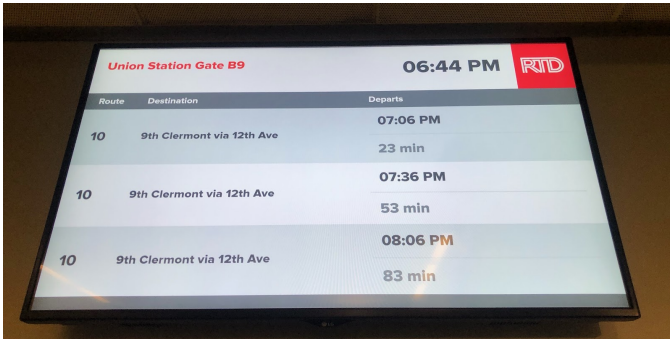 Union Station Gate B9
06:44 PM
RTD
Route Destination Departs
10 9th Clermont via 12th Ave 07:06 PM
23 min
10 9th Clermont via 12th Ave 07:36 PM
53 min
10 9th Clermont via 12th Ave 08:06 PM
83 min
LG